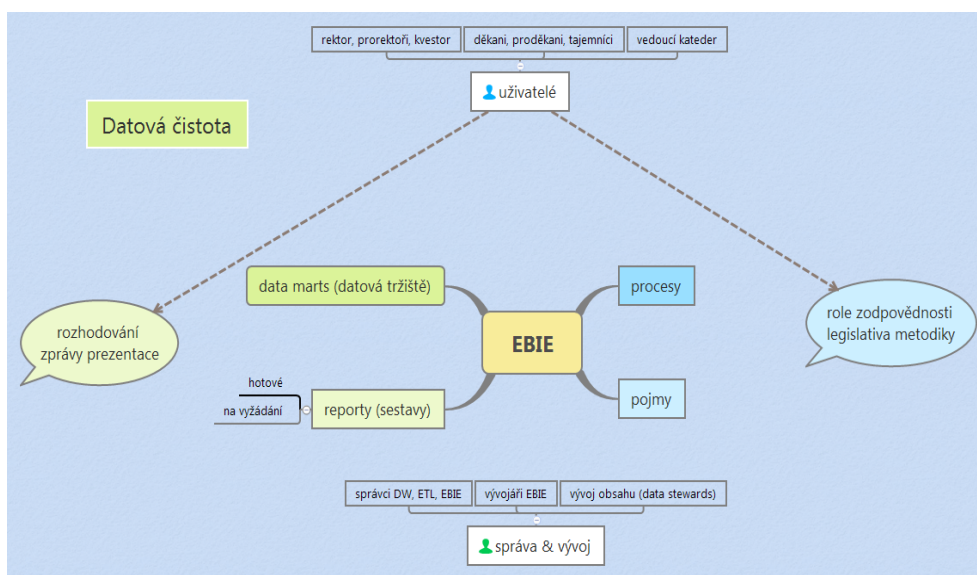 rektor, prorektoři, kvestor
děkani, proděkani, tajemníci
vedoucí kateder
uživatelé
Datová čistota
data marts (datová tržiště)
procesy
rozhodování
zprávy prezentace
EBIE
role zodpovědnosti
legislativa metodiky
hotové
na vyžádání
reporty (sestavy)
pojmy
správci DW, ETL, EBIE
vývojáři EBIE
vývoj obsahu (data stewards)
správa & vývoj